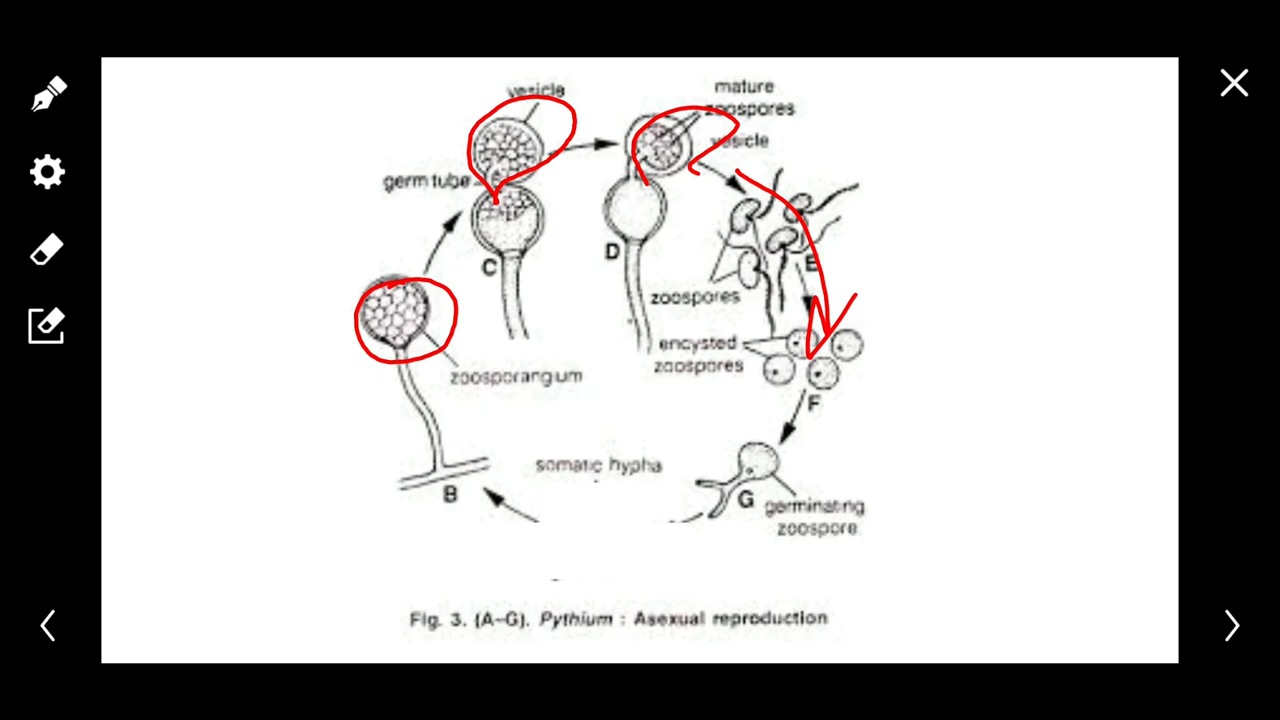 vesicle
mature
zoospores
vesicle
germ tube
C
D
E
zoospores
encysted
zoospores
zoosporangium
F
somatic hypha
B
G
germinating
zoospore
Fig. 3. (A–G). Pythium : Asexual reproduction